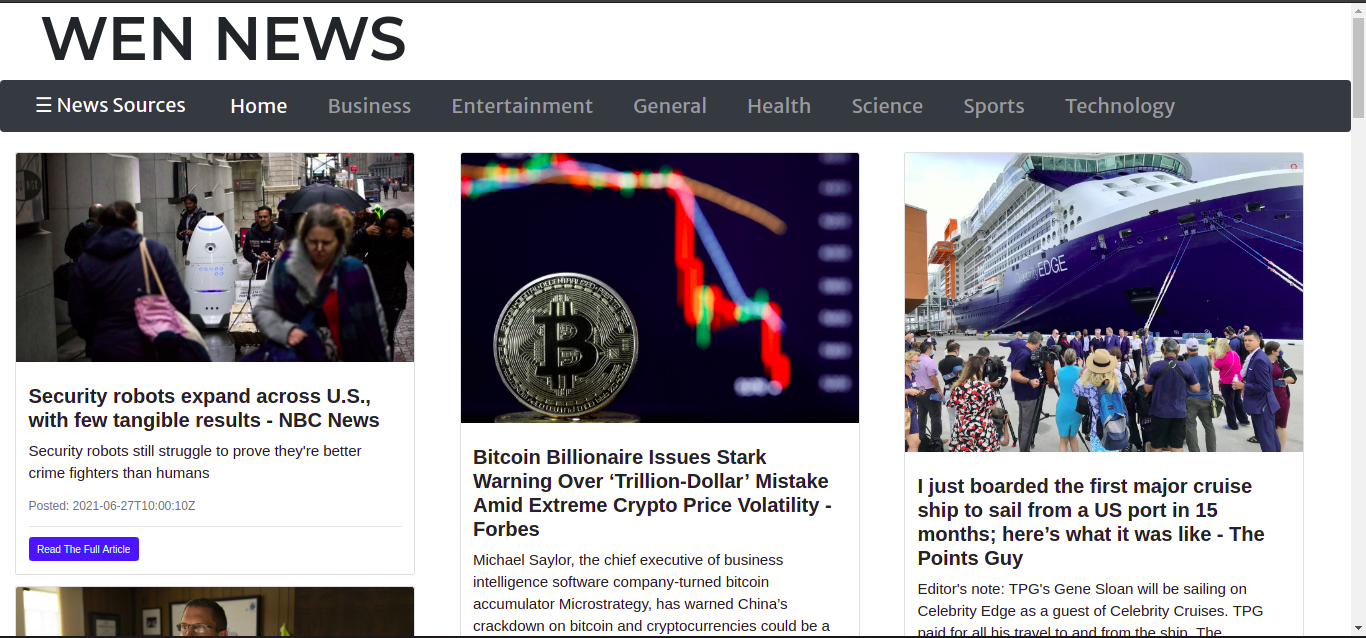 WEN NEWS
☰ News Sources Home Business Entertainment General Health Science Sports Technology
Security robots expand across U.S.,
with few tangible results - NBC News
Security robots still struggle to prove they're better
crime fighters than humans
Posted: 2021-06-27T10:00:10Z
Read The Full Article
Bitcoin Billionaire Issues Stark
Warning Over ‘Trillion-Dollar’ Mistake
Amid Extreme Crypto Price Volatility -
Forbes
Michael Saylor, the chief executive of business
intelligence software company-turned bitcoin
accumulator Microstrategy, has warned China’s
crackdown on bitcoin and cryptocurrencies could be a
EDGE
I just boarded the first major cruise
ship to sail from a US port in 15
months; here’s what it was like - The
Points Guy
Editor's note: TPG's Gene Sloan will be sailing on
Celebrity Edge as a guest of Celebrity Cruises. TPG
paid for all his travel to and from the ship. The